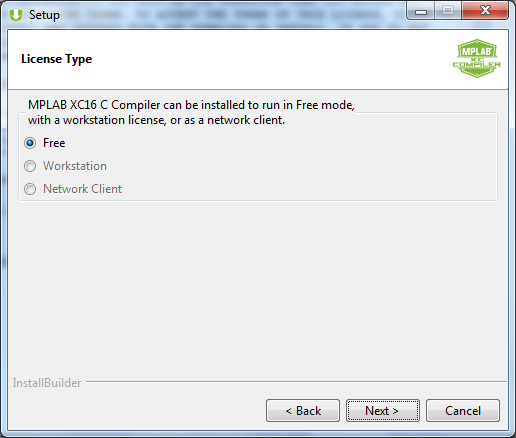 Setup
License Type
MPLAB
XC
COMPILER
MPLAB XC16 C Compiler can be installed to run in Free mode,
with a workstation license, or as a network client.
Free
Workstation
Network Client
InstallBuilder
< Back
Next >
Cancel